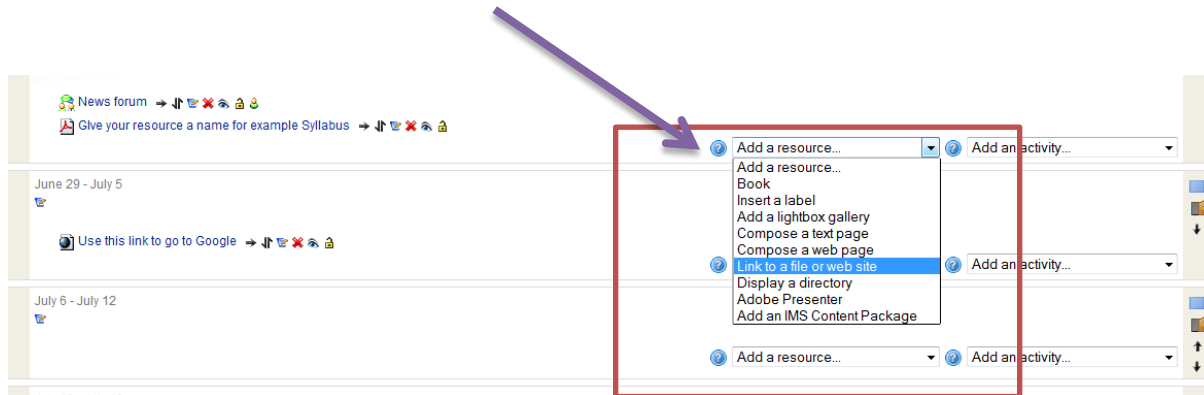 News forum
GIve your resource a name for example Syllabus
Add a resource... Add an activity...
Add a resource...
Book
Insert a label
Add a lightbox gallery
Compose a text page
Compose a web page
Link to a file or web site
Display a directory
Adobe Presenter
Add an IMS Content Package
June 29 - July 5
Use this link to go to Google
Add an activity...
July 6 - July 12
Add a resource... Add an activity...